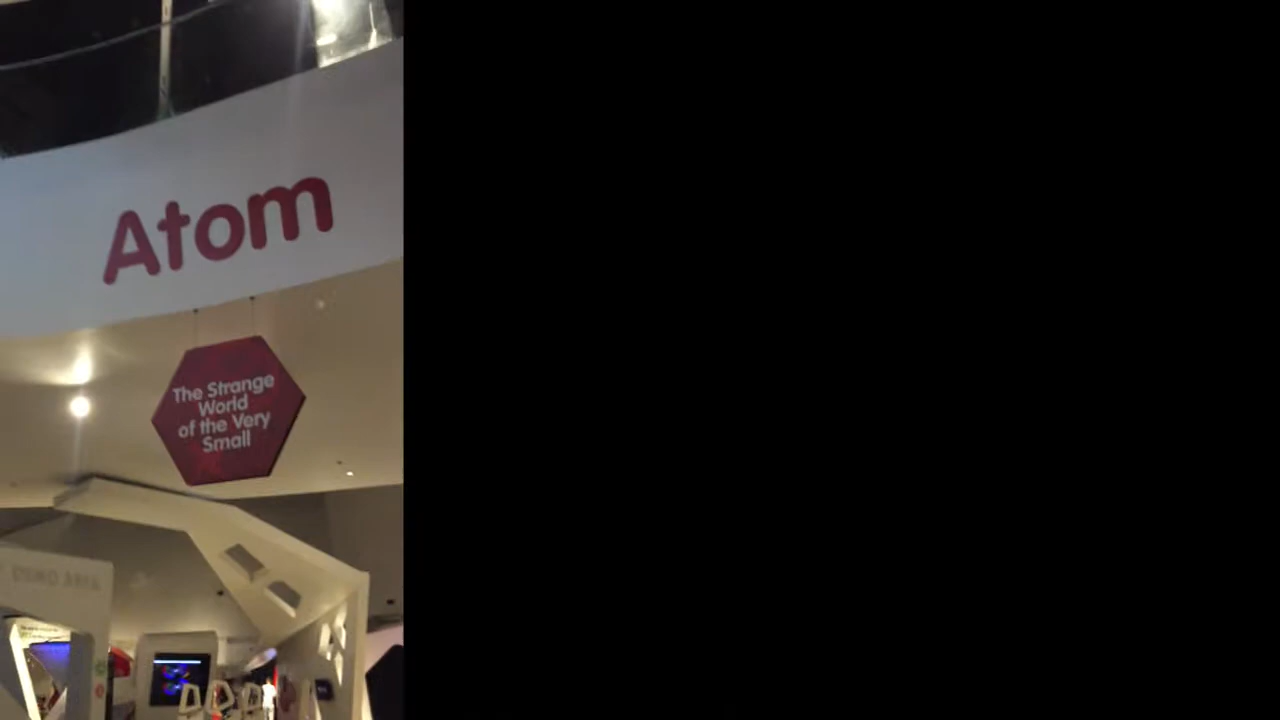 Atom
The Strange
World
of the Very
Small